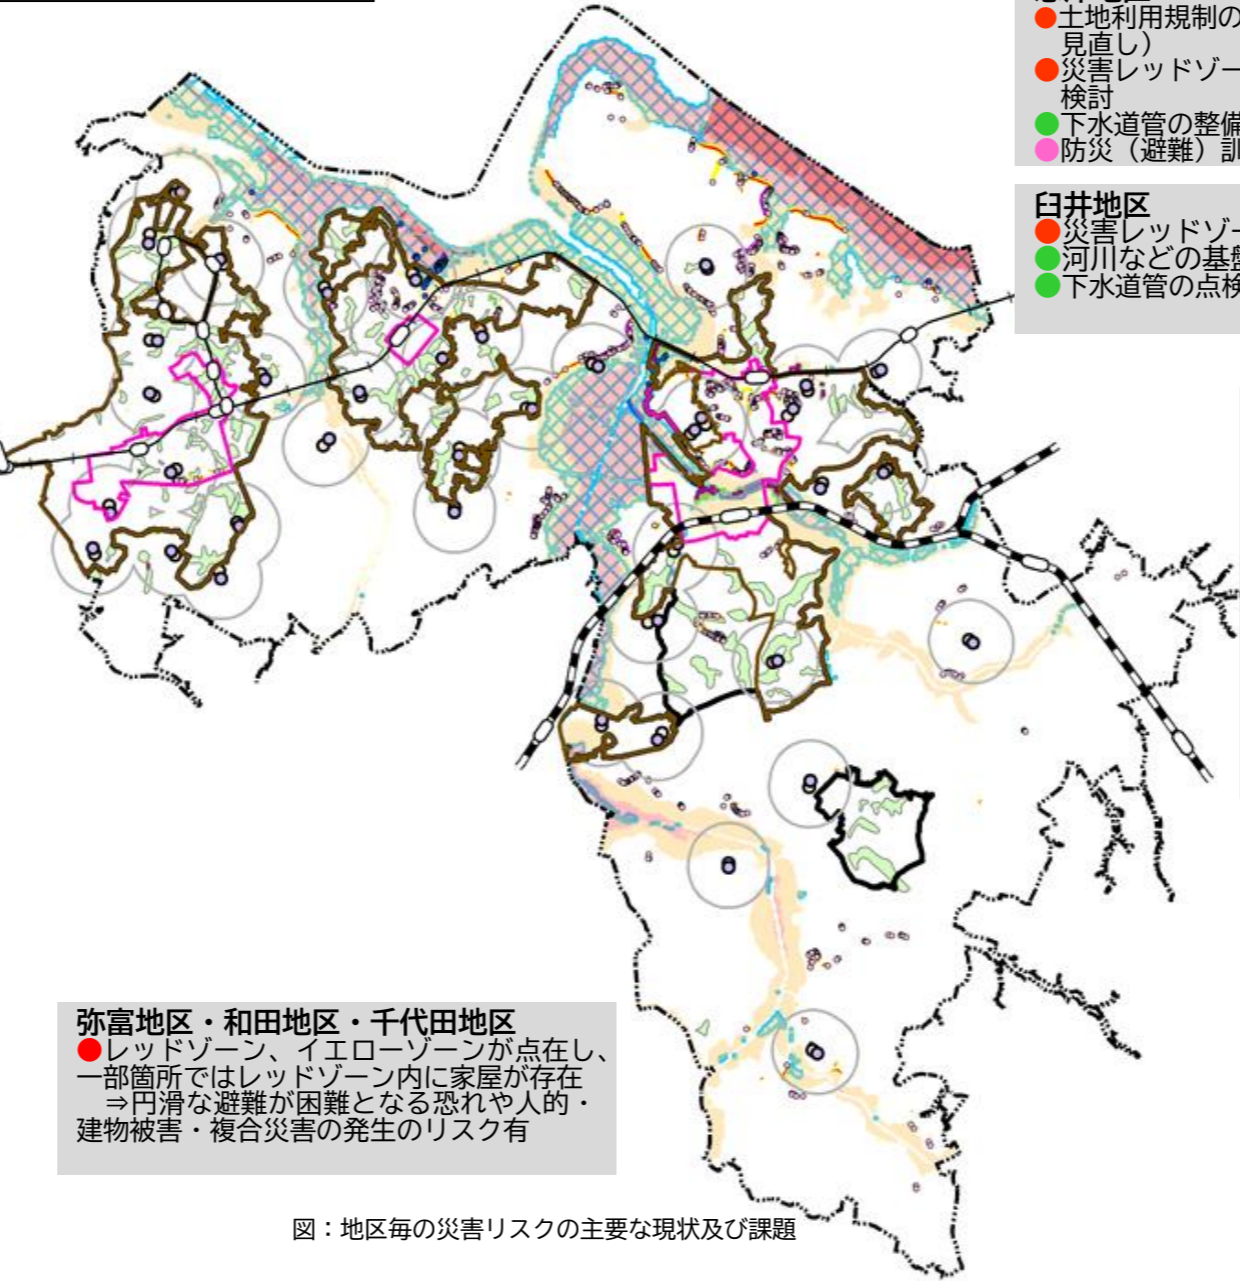 ●土地利用規制の
見直し）
●災害レッドゾー
検討
●下水道管の整備
●防災（避難）訓
臼井地区
●災害レッドゾー
●河川などの基盤
●下水道管の点検
弥富地区・和田地区・千代田地区
●レッドゾーン、イエローゾーンが点在し、
一部箇所ではレッドゾーン内に家屋が存在
⇒円滑な避難が困難となる恐れや人的・
建物被害・複合災害の発生のリスク有
図：地区毎の災害リスクの主要な現状及び課題